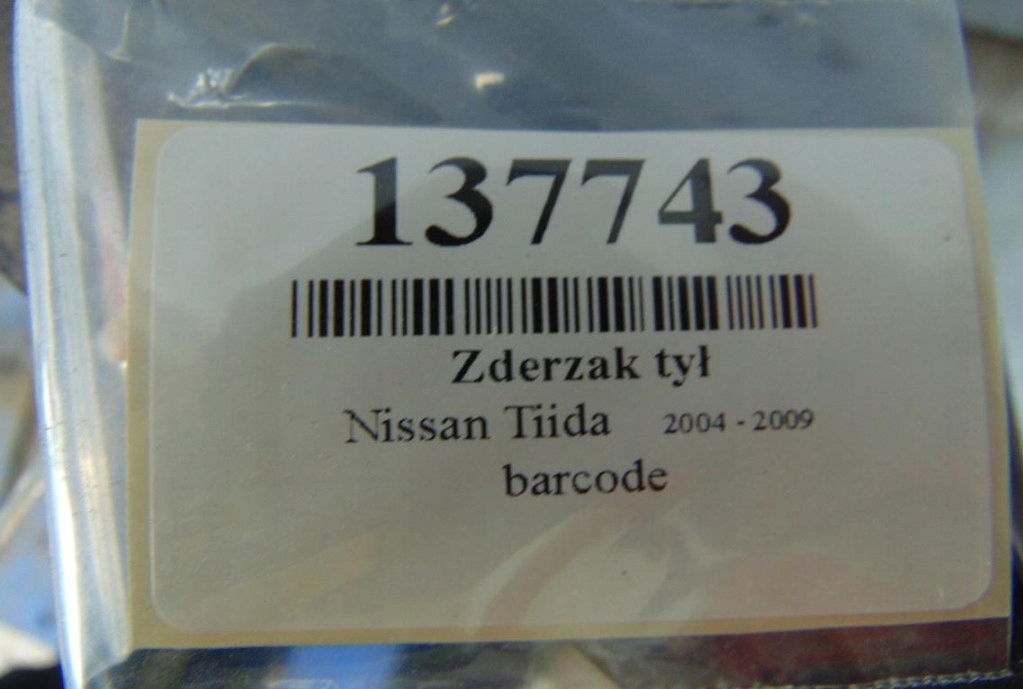 137743
Zderzak tył
Nissan Tiida 2004 - 2009
barcode